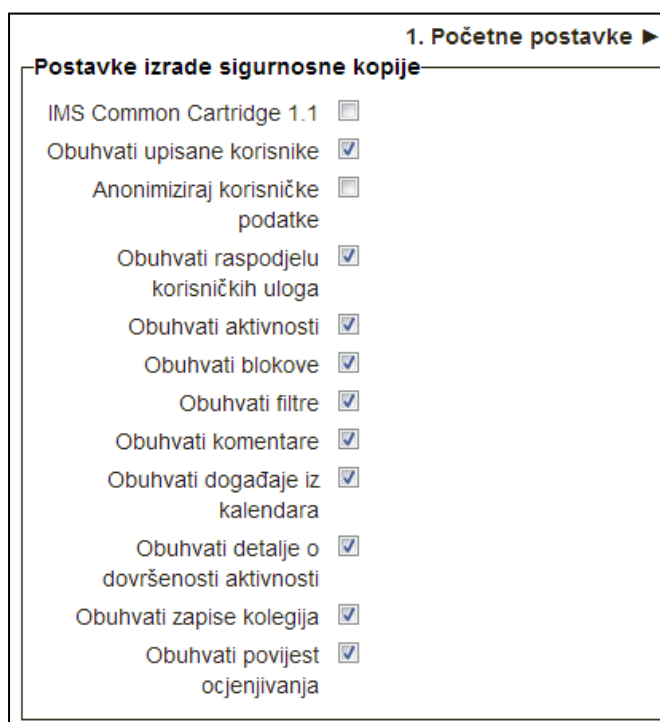 1. Početne postavke ►
Postavke izrade sigurnosne kopije
IMS Common Cartridge 1.1
Obuhvati upisane korisnike
Anonimiziraj korisničke
podatke
Obuhvati raspodjelu
korisničkih uloga
Obuhvati aktivnosti
Obuhvati blokove
Obuhvati filtre
Obuhvati komentare
Obuhvati događaje iz
kalendara
Obuhvati detalje o
dovršenosti aktivnosti
Obuhvati zapise kolegija
Obuhvati povijest
ocjenjivanja